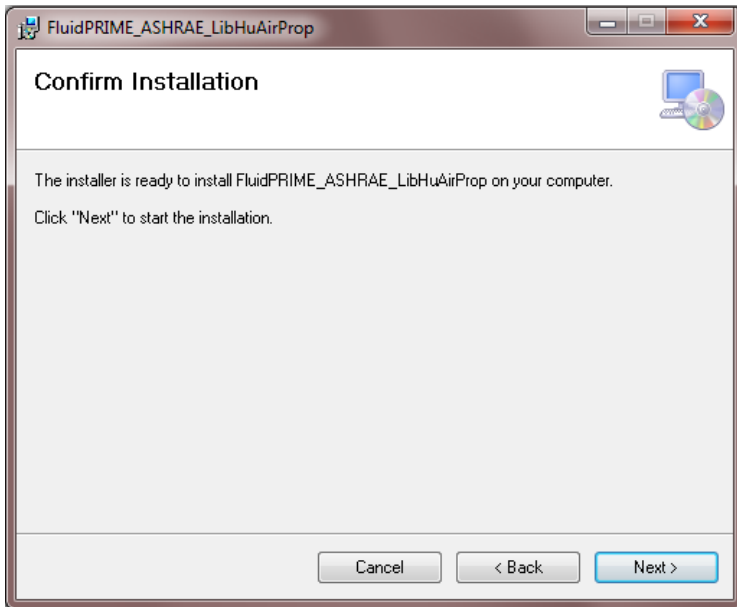 FluidPRIME_ASHRAE_LibHuAirProp
Confirm Installation
The installer is ready to install FluidPRIME_ASHRAE_LibHuAirProp on your computer.
Click "Next" to start the installation.
Cancel
< Back
Next >